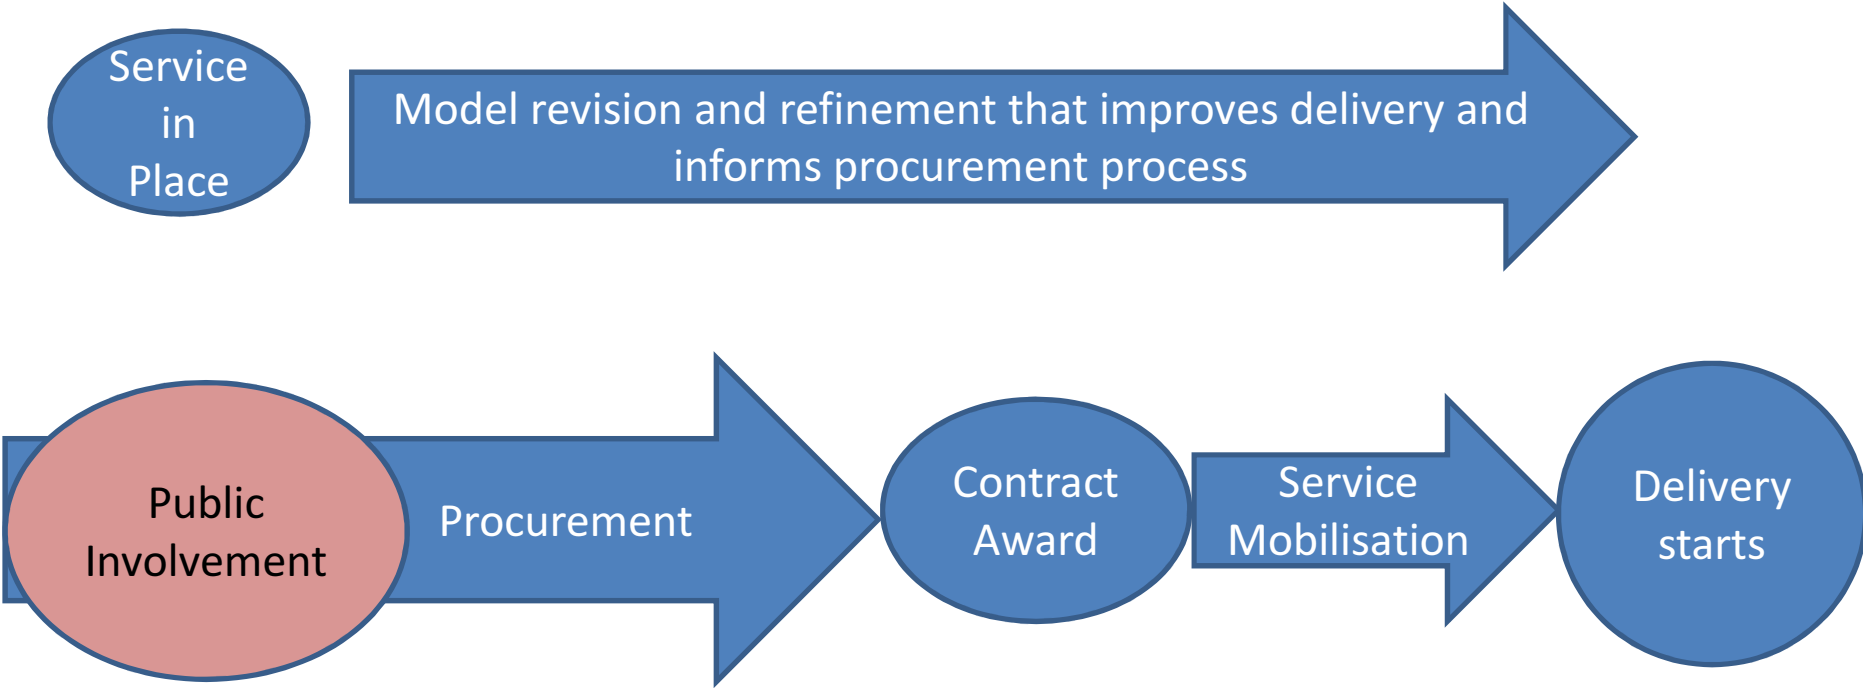 Service
in
Place
Model revision and refinement that improves delivery and
informs procurement process
Public
Involvement
Procurement
Contract
Award
Service
Mobilisation
Delivery
starts